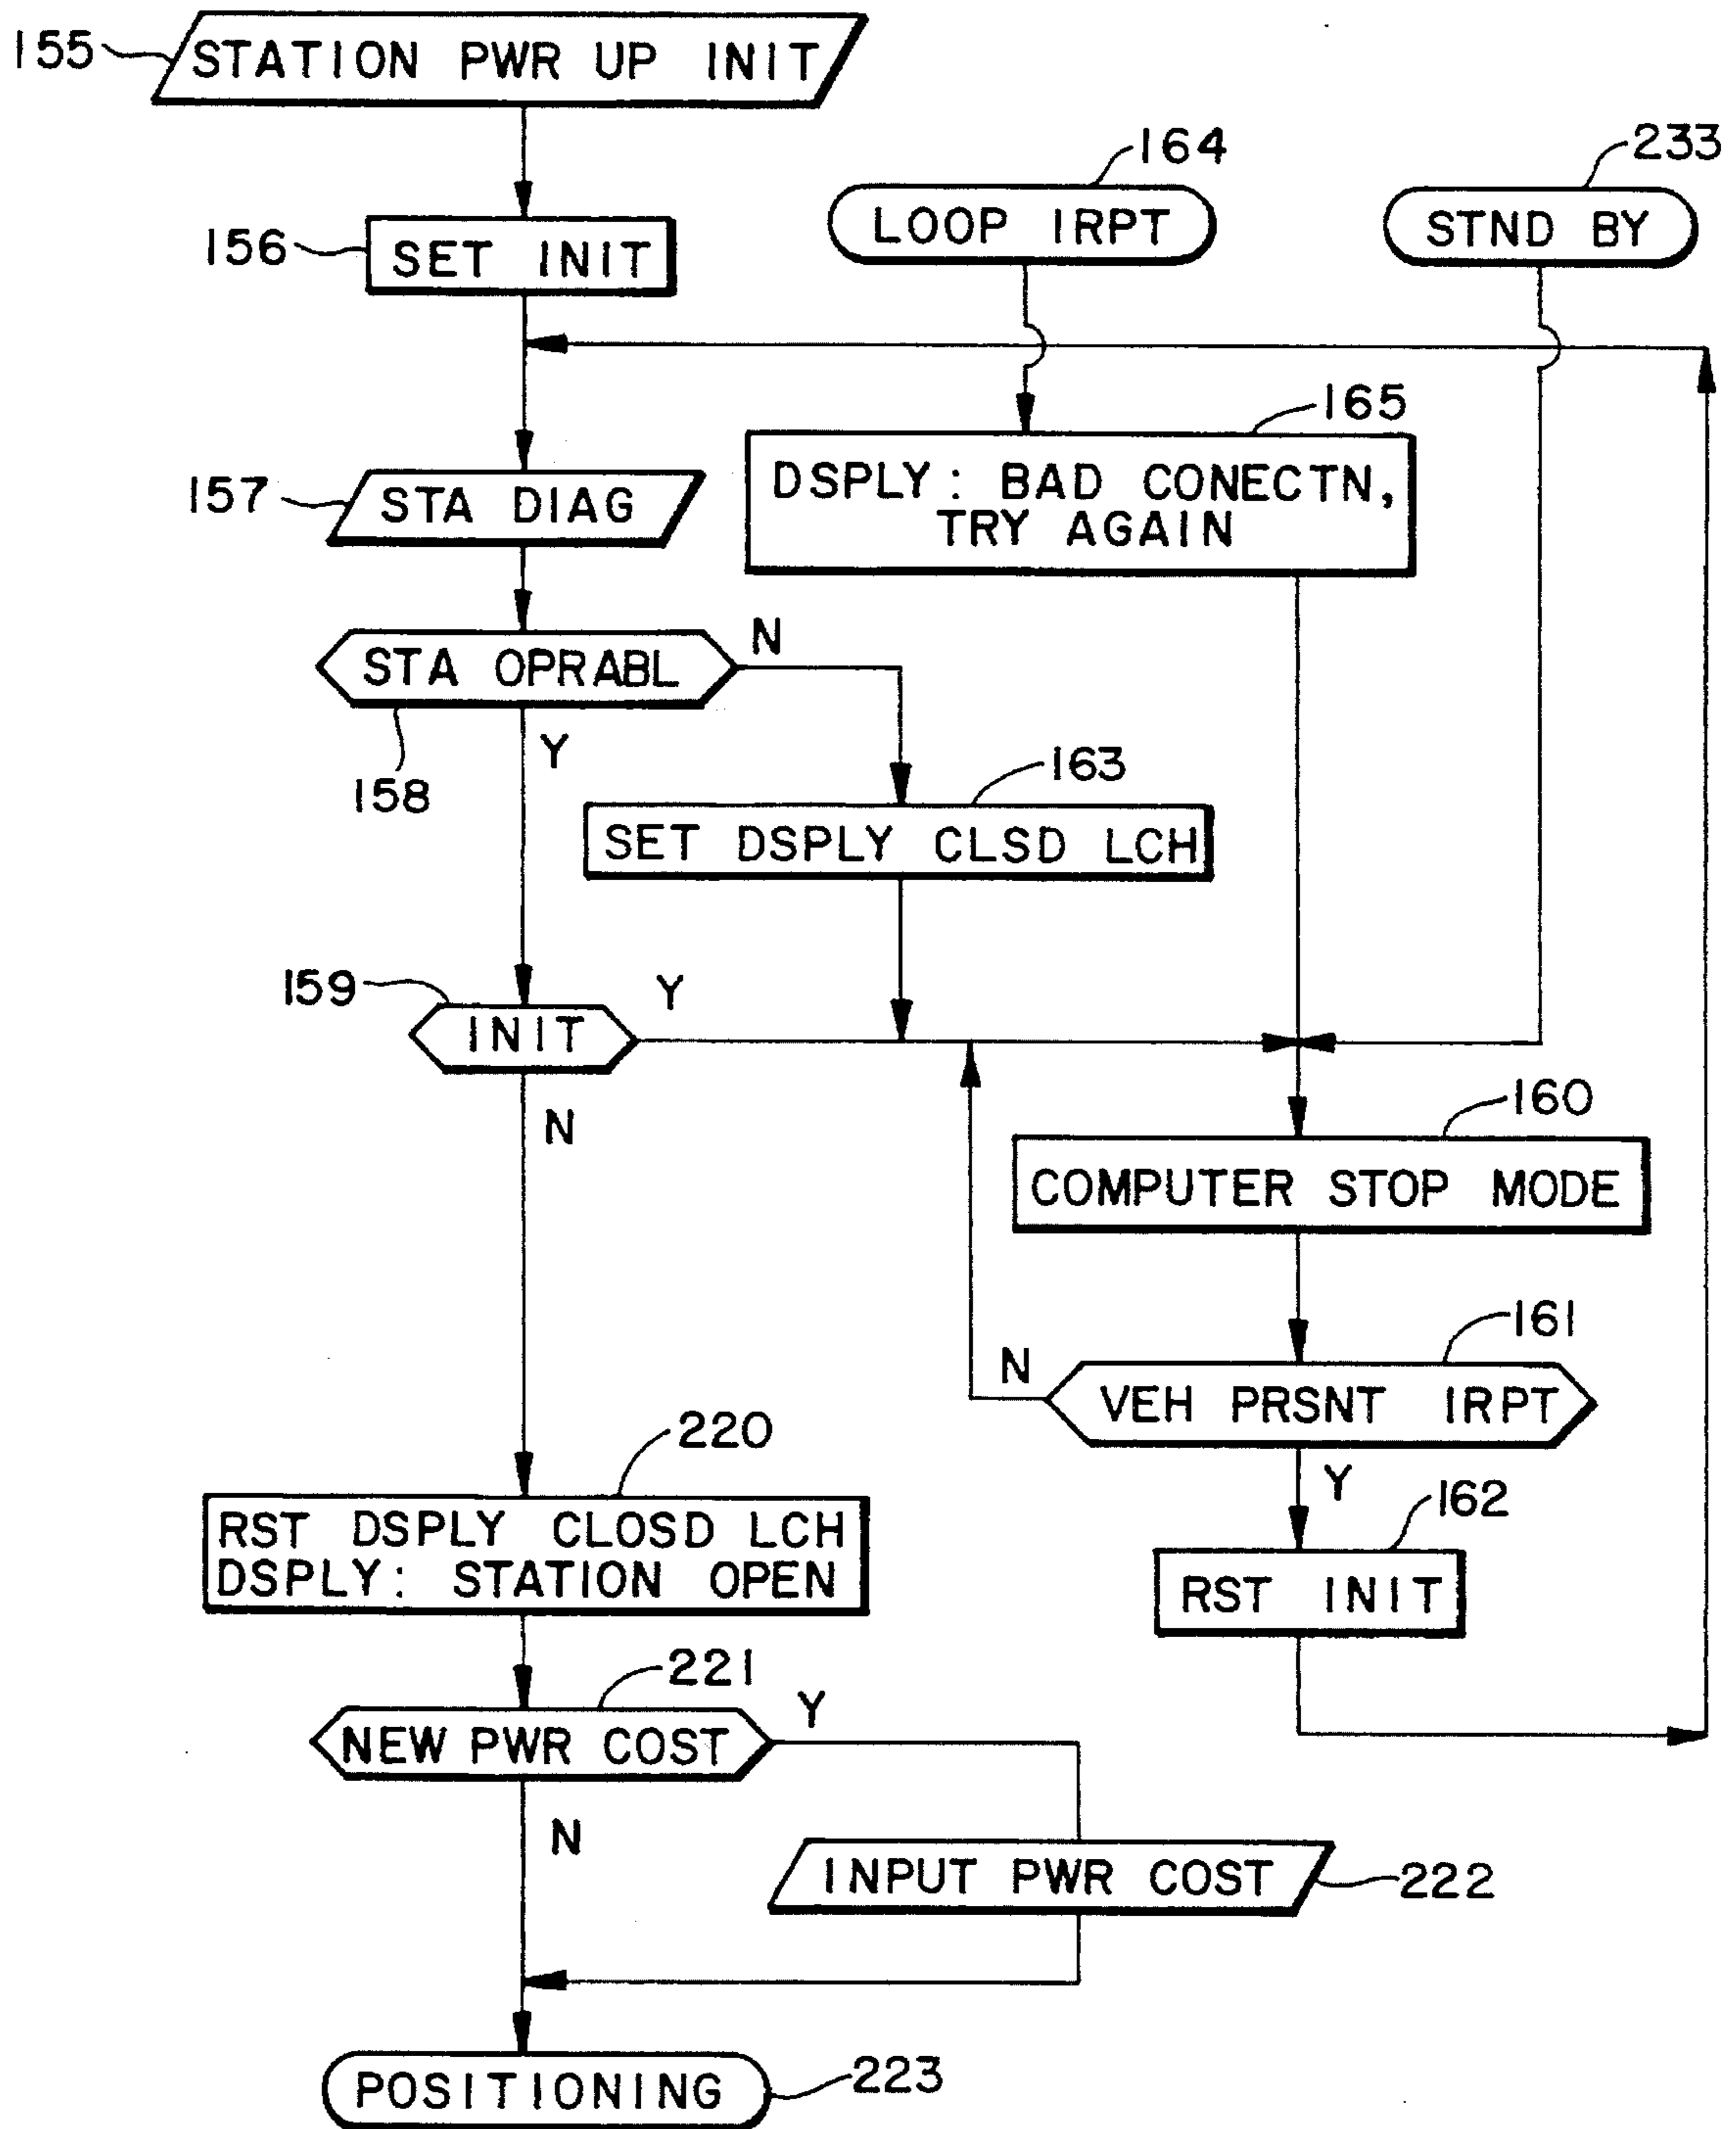 155
STATION PWR UP INIT
164
233
LOOP IRPT
STND BY
156
SET INIT
165
DSPLY: BAD CONECTN,
TRY AGAIN
157
STA DIAG
N
STA OPRABL
Y
158
163
SET DSPLY CLSD LCH
159
Y
INIT
N
160
COMPUTER STOP MODE
161
N
VEH PRSNT IRPT
Y
220
162
RST DSPLY CLOSD LCH
DSPLY: STATION OPEN
RST INIT
221
Y
NEW PWR COST
N
INPUT PWR COST
222
POSITIONING
223